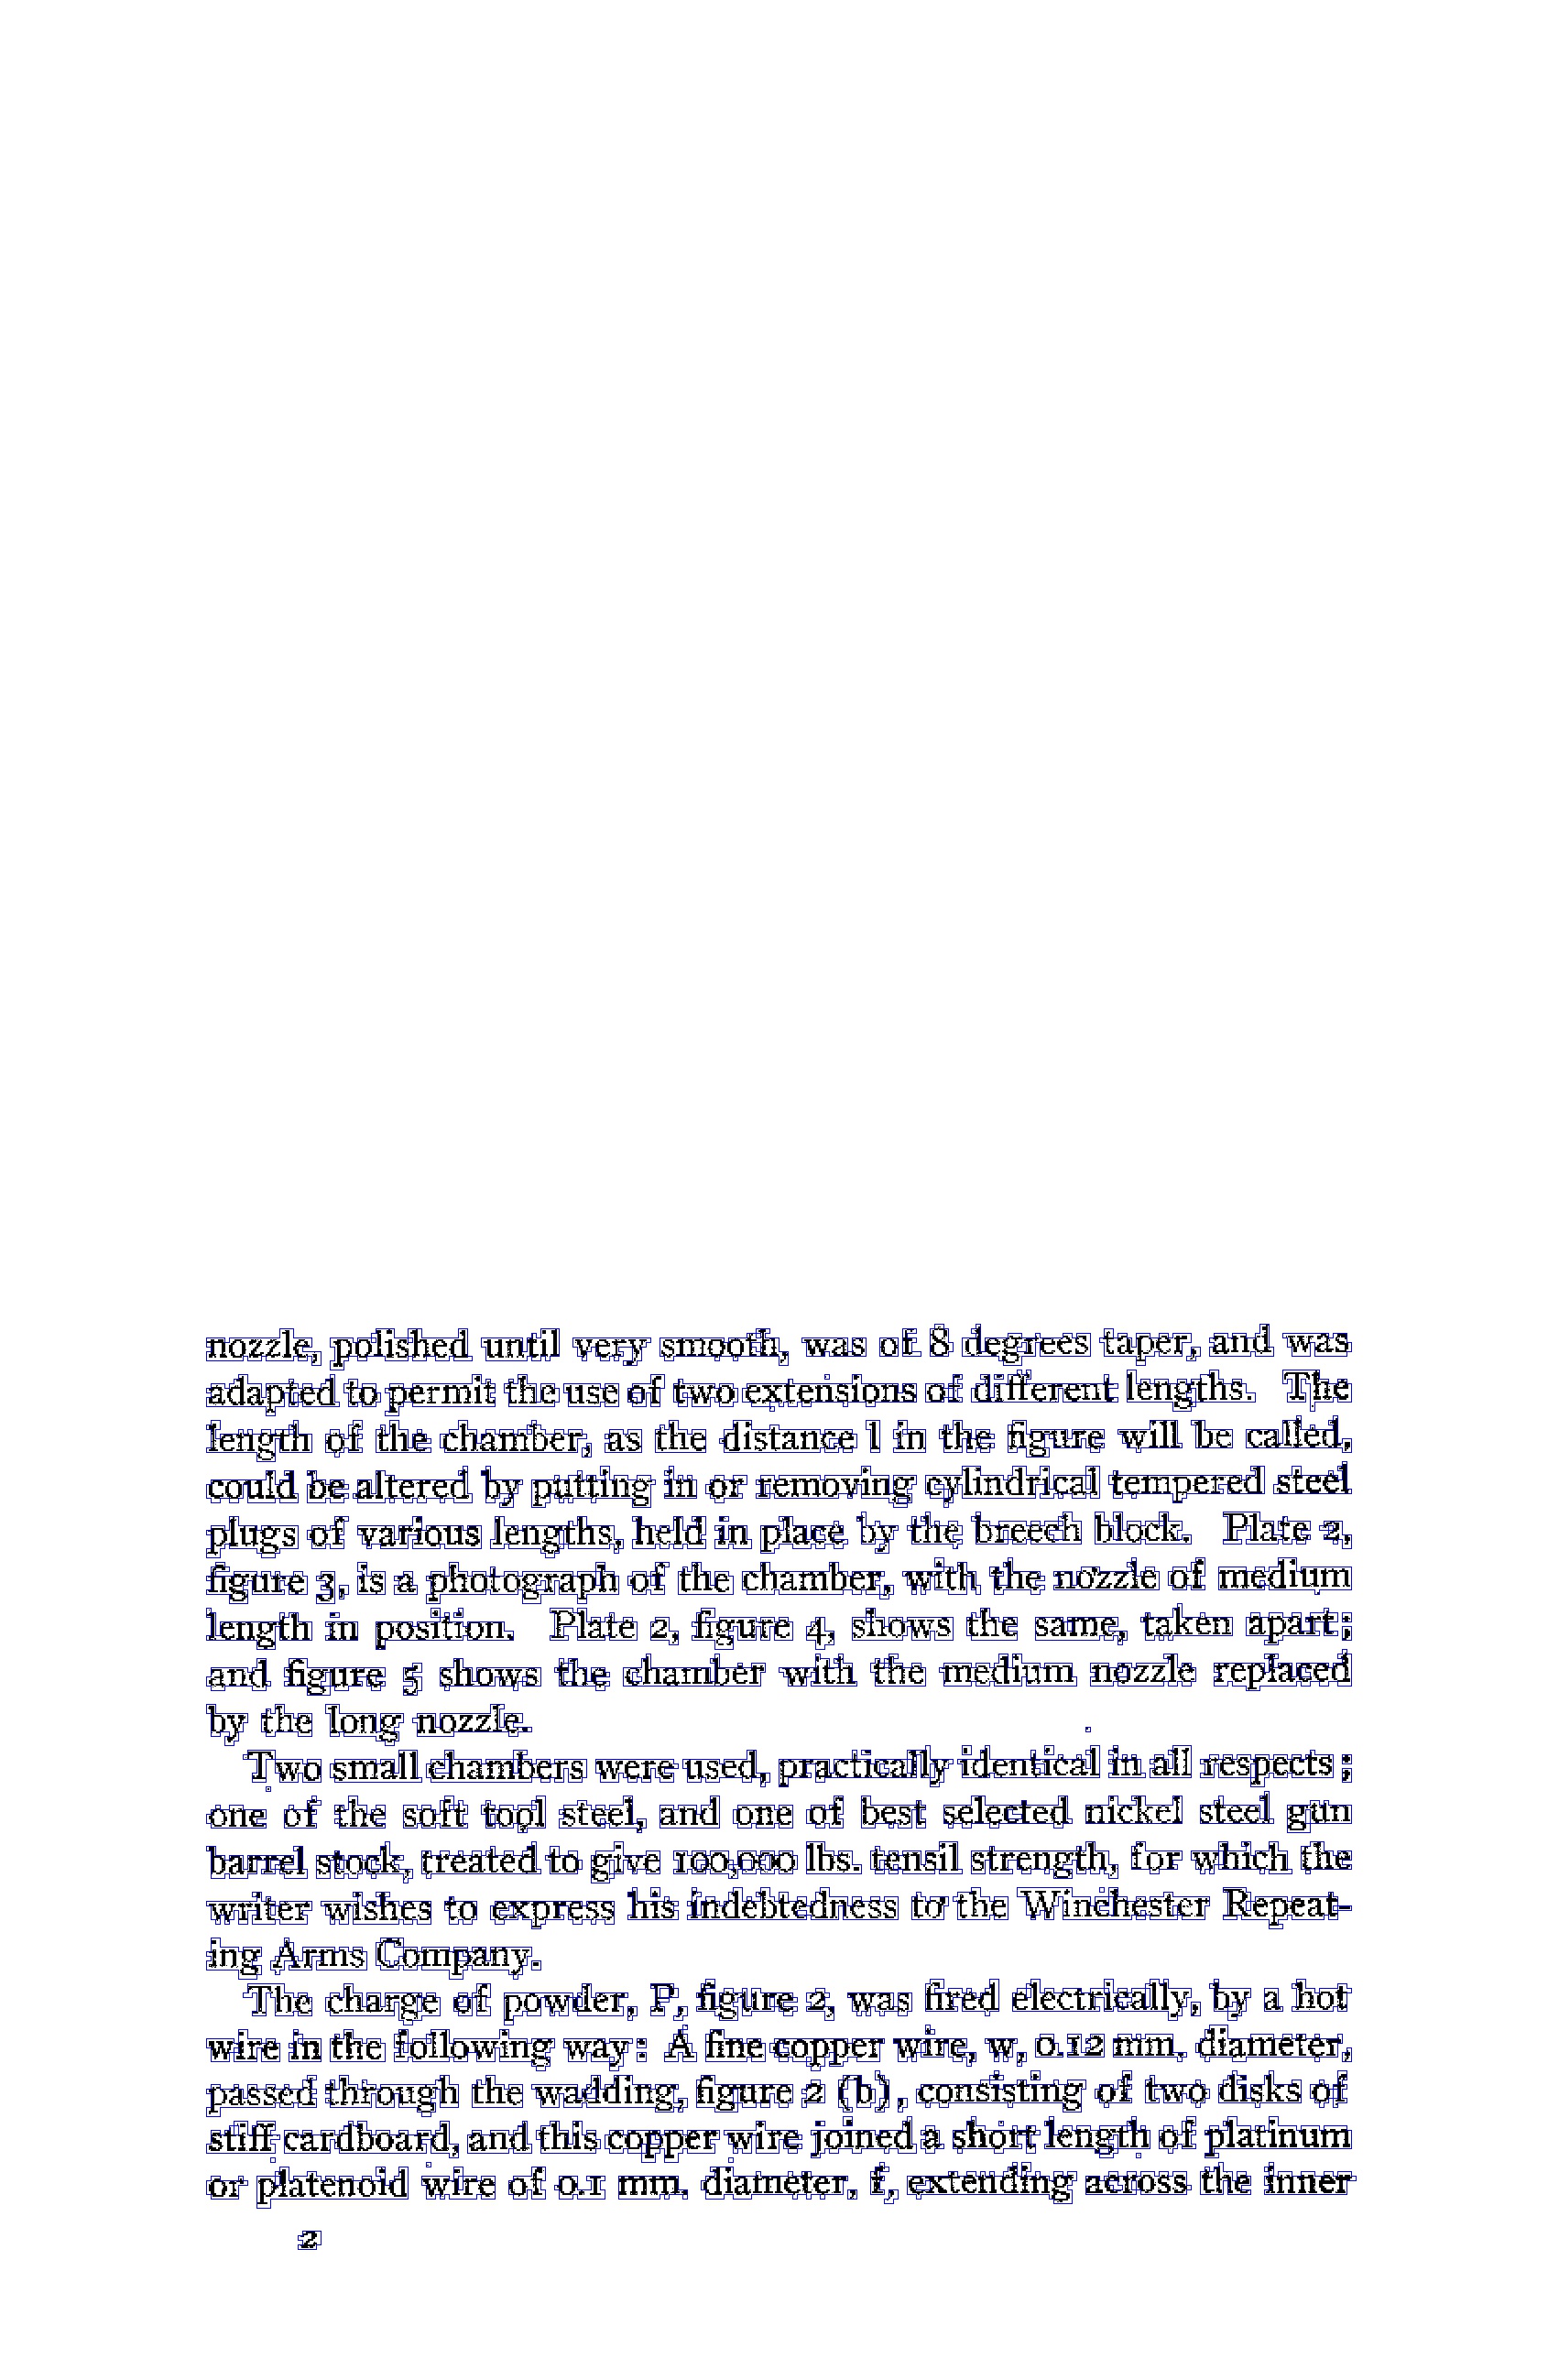 nozzle, polished until very smooth, was of 8 degrees taper, and was
adapted to permit the use of two extensions of different lengths. The
length of the chamber, as the distance l in the figure will be called,
could be altered by putting in or removing cylindrical tempered steel
plugs of various lengths, held in place by the breech block. Plate 2,
figure 3, is a photograph of the chamber, with the nozzle of medium
length in position. Plate 2, figure 4, shows the same, taken apart;
and figure 5 shows the chamber with the medium nozzle replaced
by the long nozzle.
Two small chambers were used, practically identical in all respects;
one of the soft tool steel, and one of best selected nickel steel gun
barrel stock, treated to give 100,000 lbs. tensil strength, for which the
writer wishes to express his indebtedness to the Winchester Repeat-
ing Arms Company.
The charge of powder, P, figure 2, was fired electrically, by a hot
wire in the following way: A fine copper wire, w, 0.12 mm. diameter,
passed through the wadding, figure 2 (b), consisting of two disks of
stiff cardboard, and this copper wire joined a short length of platinum
or platenoid wire of 0.1 mm. diameter, f, extending across the inner
2